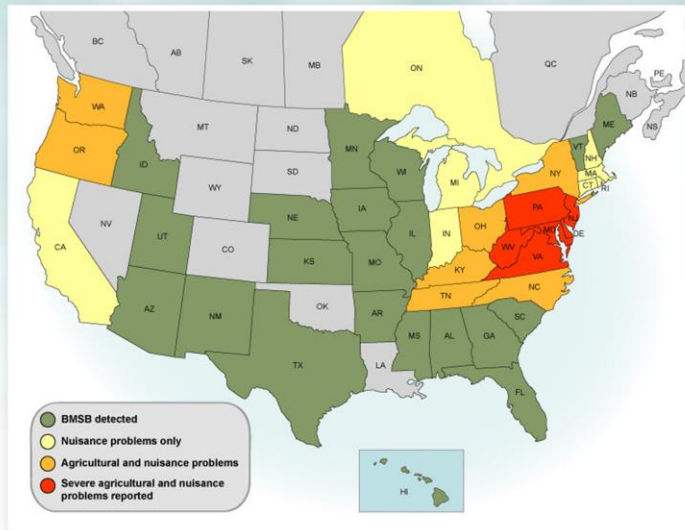 BC
AB
SK
MB
ON
QC
PE
NB
NS
WA
MT
ND
MN
ME
VT
NH
OR
ID
SD
WI
MI
NY
MA
CT
RI
WY
IA
PA
NJ
NV
NE
IL
IN
OH
MD
DE
CA
UT
CO
KS
MO
WV
VA
KY
NC
TN
AZ
NM
OK
AR
SC
MS
AL
GA
TX
LA
FL
HI
BMSB detected
Nuisance problems only
Agricultural and nuisance problems
Severe agricultural and nuisance
problems reported